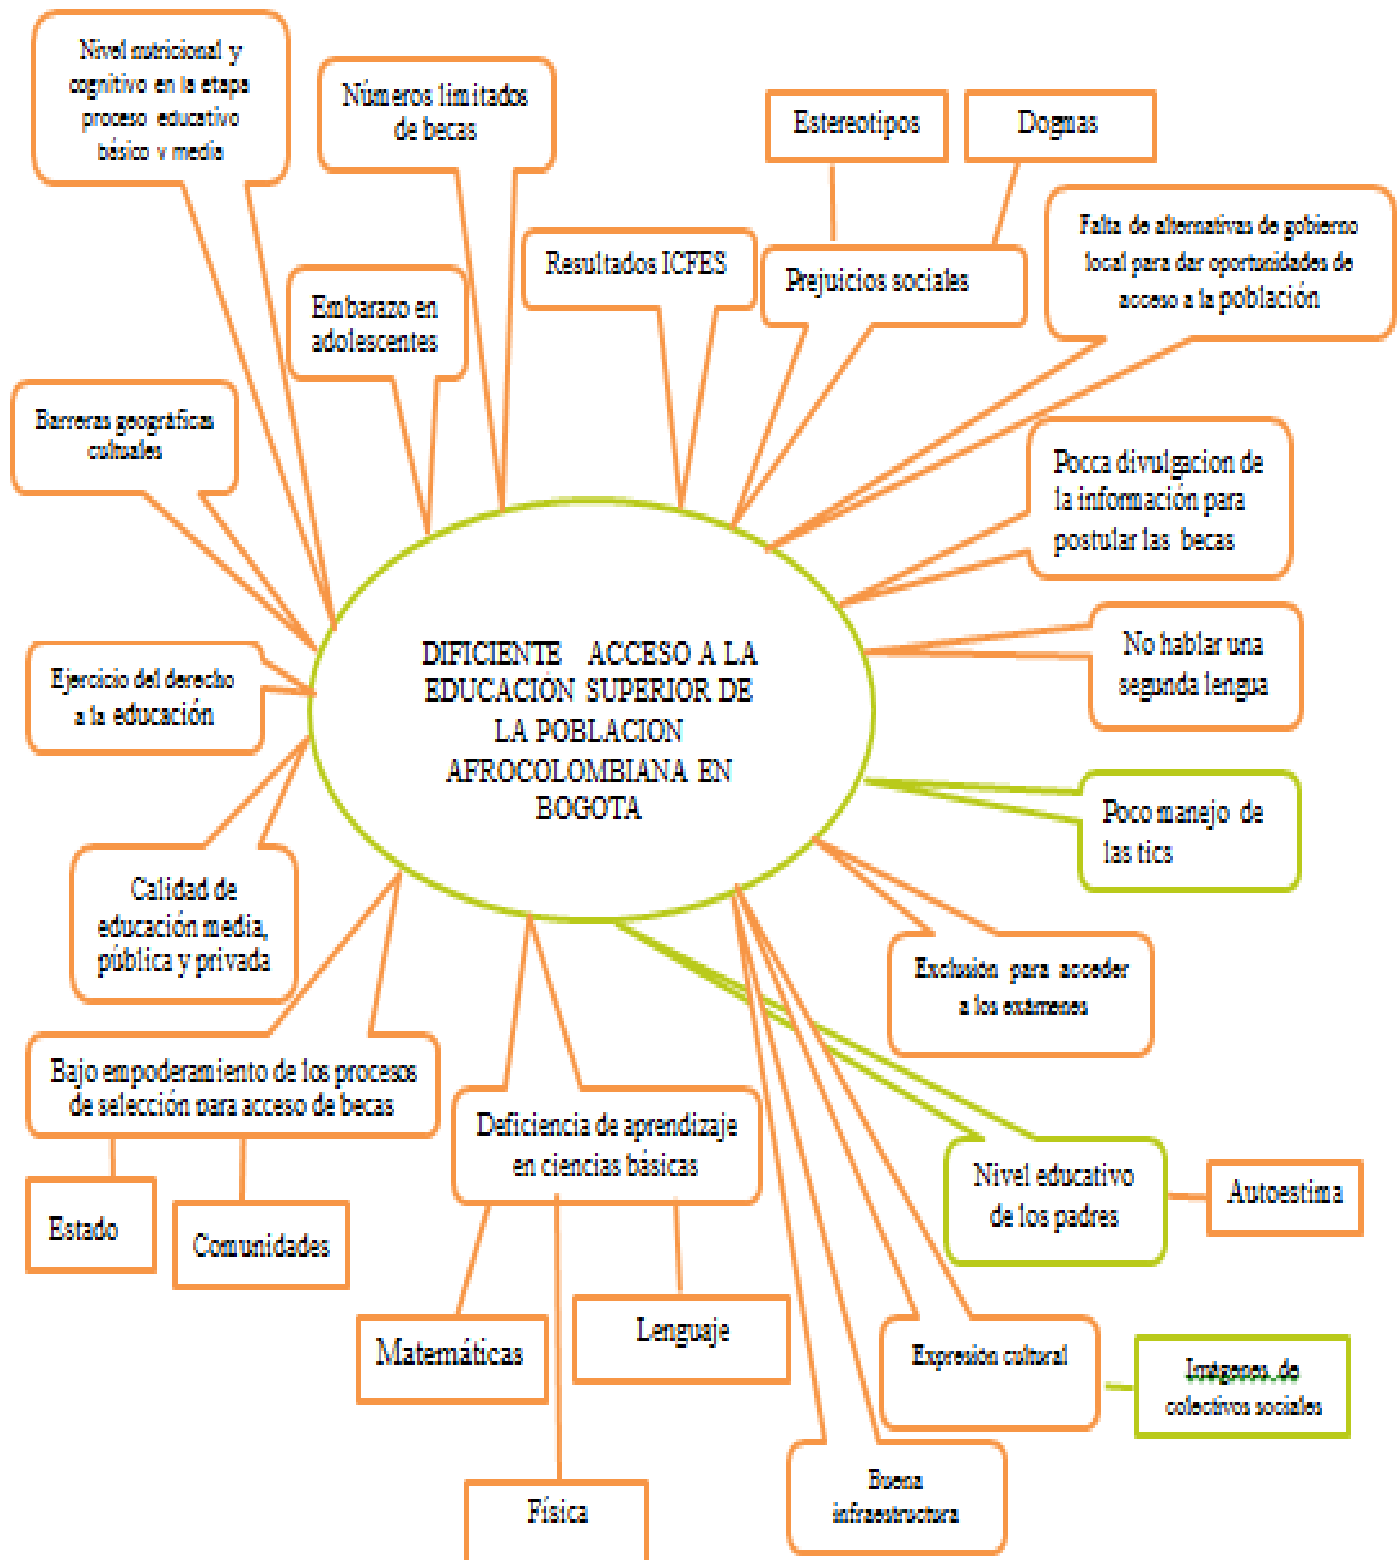 Nivel nutricional y
cognitivo en la etapa
proceso educativo
básico y media
Números limitados
de becas
Estereotipos
Dogmas
Embarazo en
adolescentes
Resultados ICFES
Prejuicios sociales
Falta de alternativas de gobierno
local para dar oportunidades de
acceso a la población
Barreras geográficas
cultuales
Pocca divulgacion de
la información para
postular las becas
Ejercicio del derecho
a la educación
DIFICIENTE ACCESO A LA
EDUCACIÓN SUPERIOR DE
LA POBLACION
AFROCOLOMBIANA EN
BOGOTA
No hablar una
segunda lengua
Poco manejo de
las tics
Calidad de
educación media,
pública y privada
Exclusión para acceder
a los exámenes
Bajo empoderamiento de los procesos
de selección para acceso de becas
Estado
Comunidades
Deficiencia de aprendizaje
en ciencias básicas
Matemáticas
Física
Lenguaje
Nivel educativo
de los padres
Autoestima
Expresión cultural
Imágenes de
colectivos sociales
Buena
infraestructura